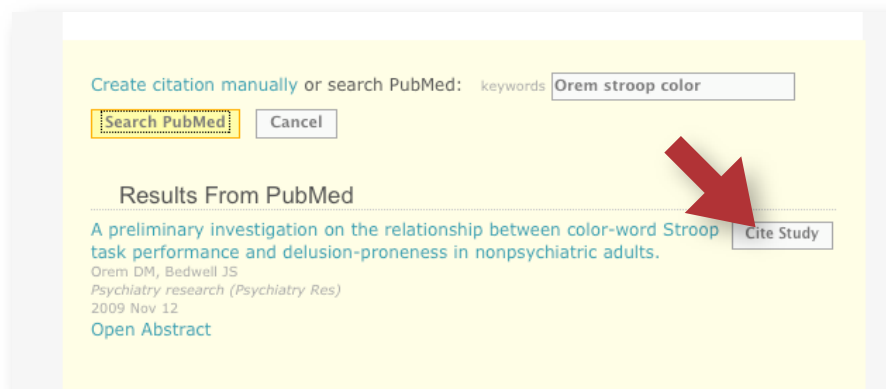 Create citation manually or search PubMed: keywords Orem stroop color
Search PubMed Cancel
Results From PubMed
A preliminary investigation on the relationship between color-word Stroop
task performance and delusion-proneness in nonpsychiatric adults.
Cite Study
Orem DM, Bedwell JS
Psychiatry research (Psychiatry Res)
2009 Nov 12
Open Abstract